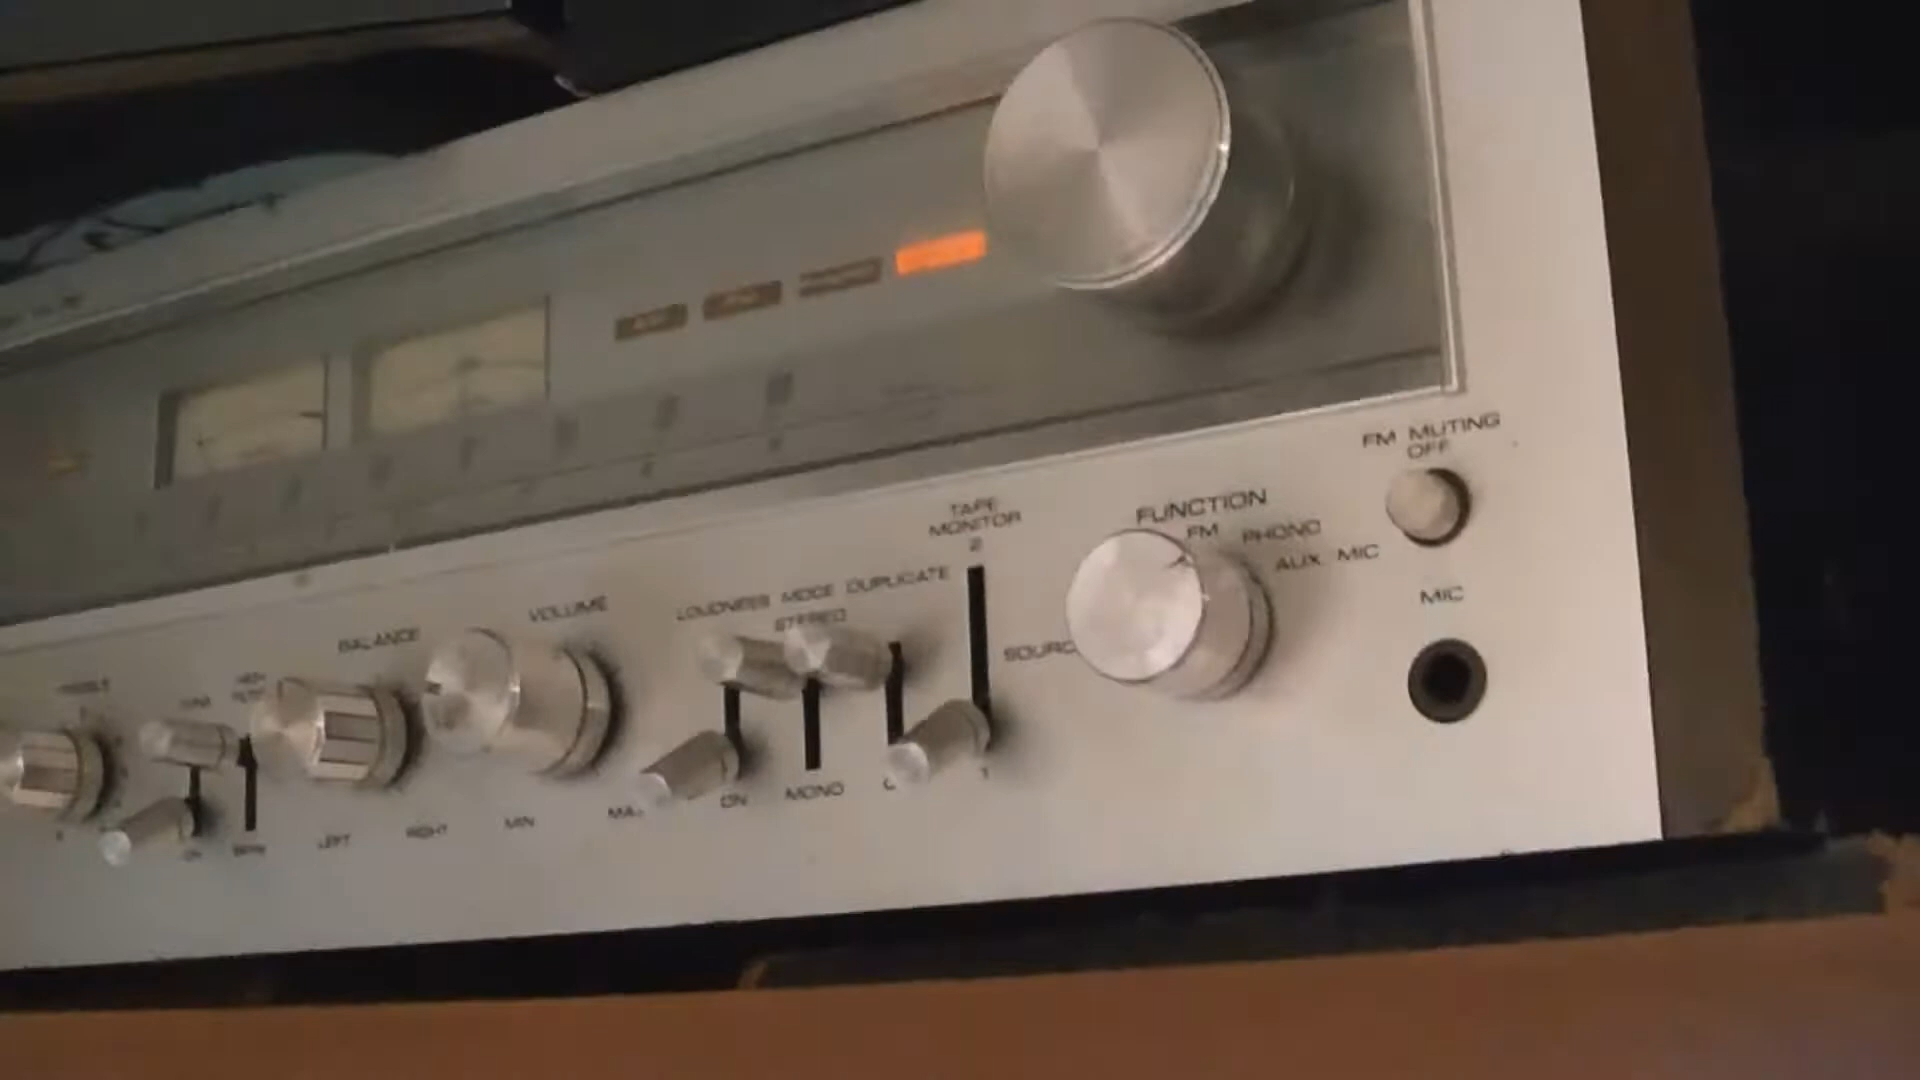 FM MUTING
OFF
FUNCTION
FM
PHONO
AUX. MIC
MIC
TAPE
MONITOR
2
SOURC
1
LOUDNESS MODE DUPLICATE
STEREO
ON
MONO
VOLUME
MIN
BALANCE
LEFT
RIGHT